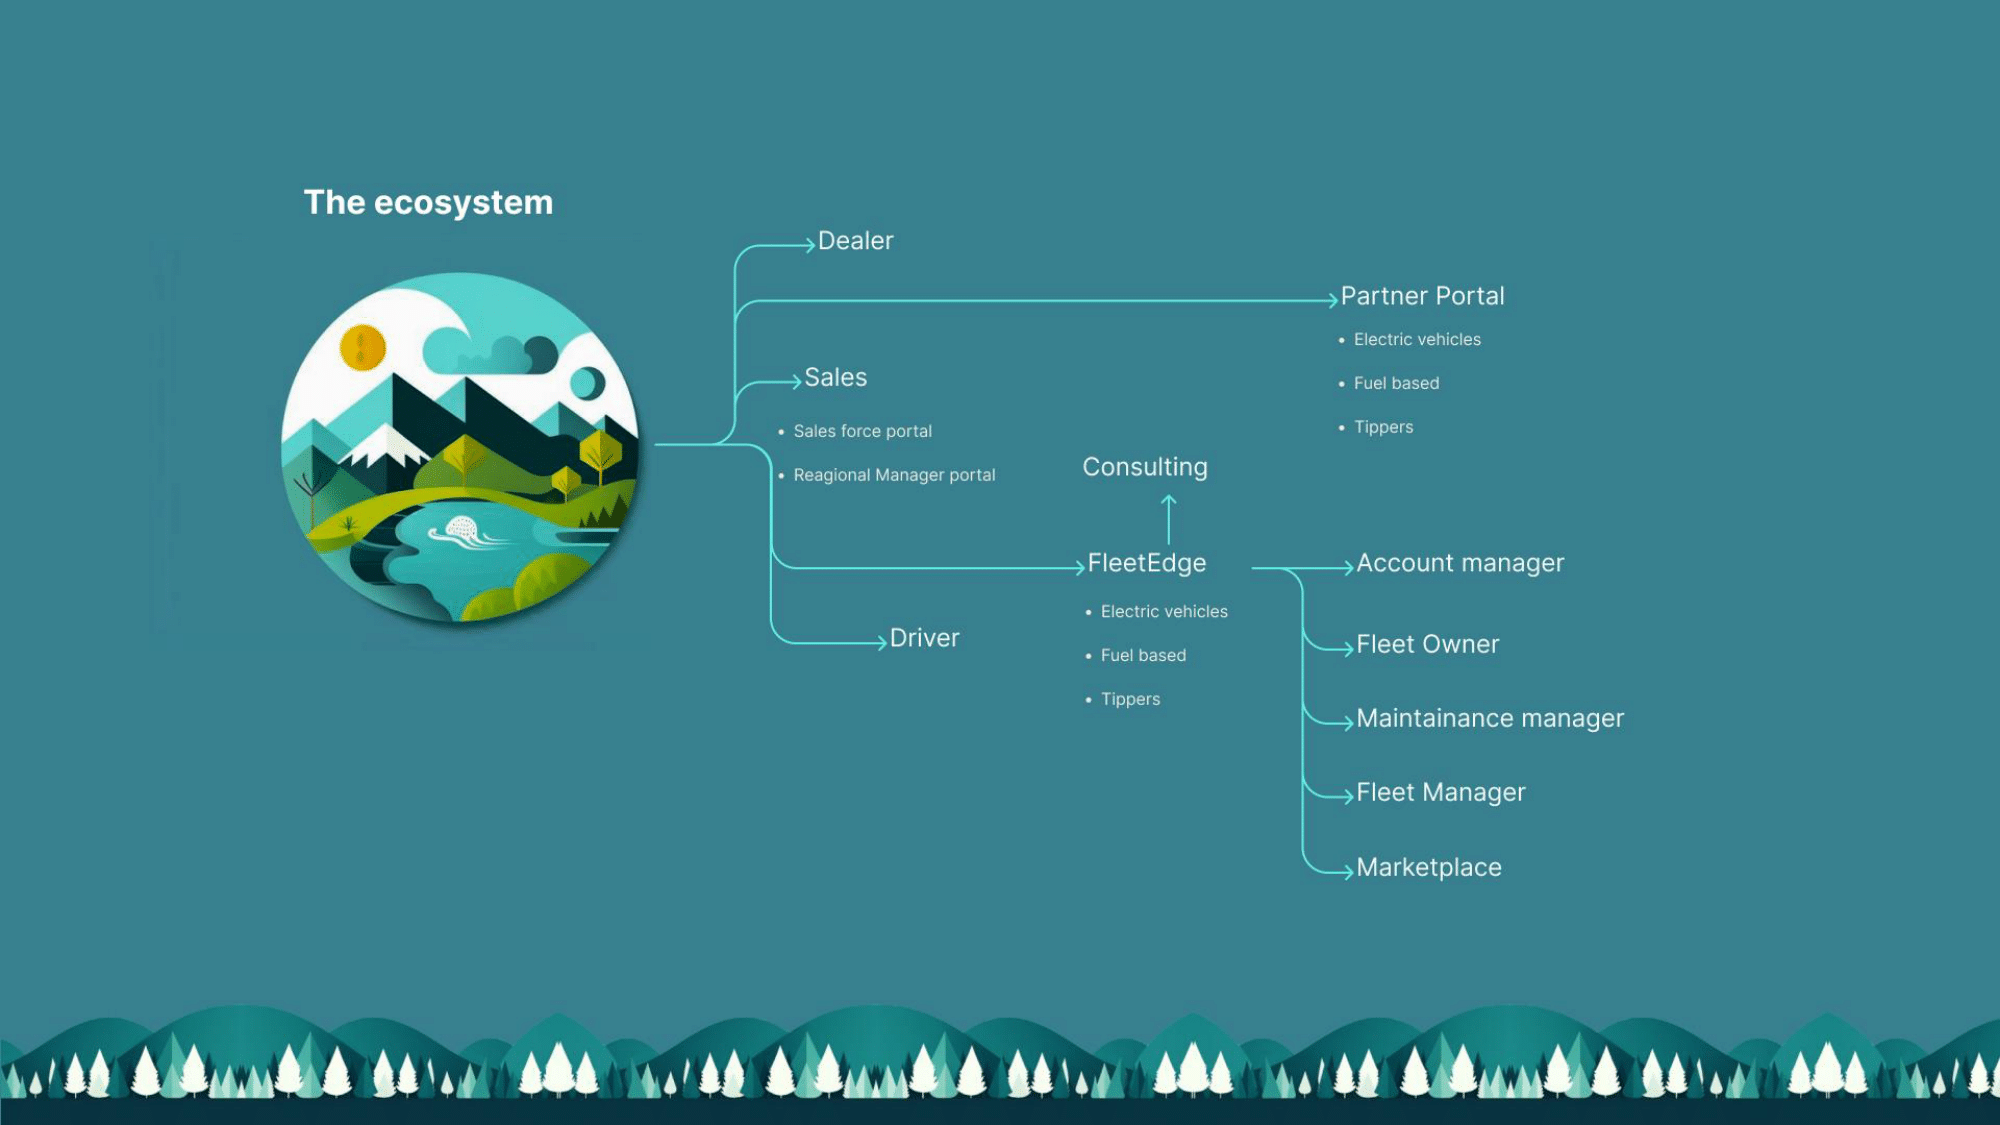 The ecosystem
Dealer
Partner Portal
• Electric vehicles
• Fuel based
• Tippers
Sales
• Sales force portal
• Reagional Manager portal
Consulting
FleetEdge
• Electric vehicles
• Fuel based
• Tippers
Driver
Account manager
Fleet Owner
Maintainance manager
Fleet Manager
Marketplace